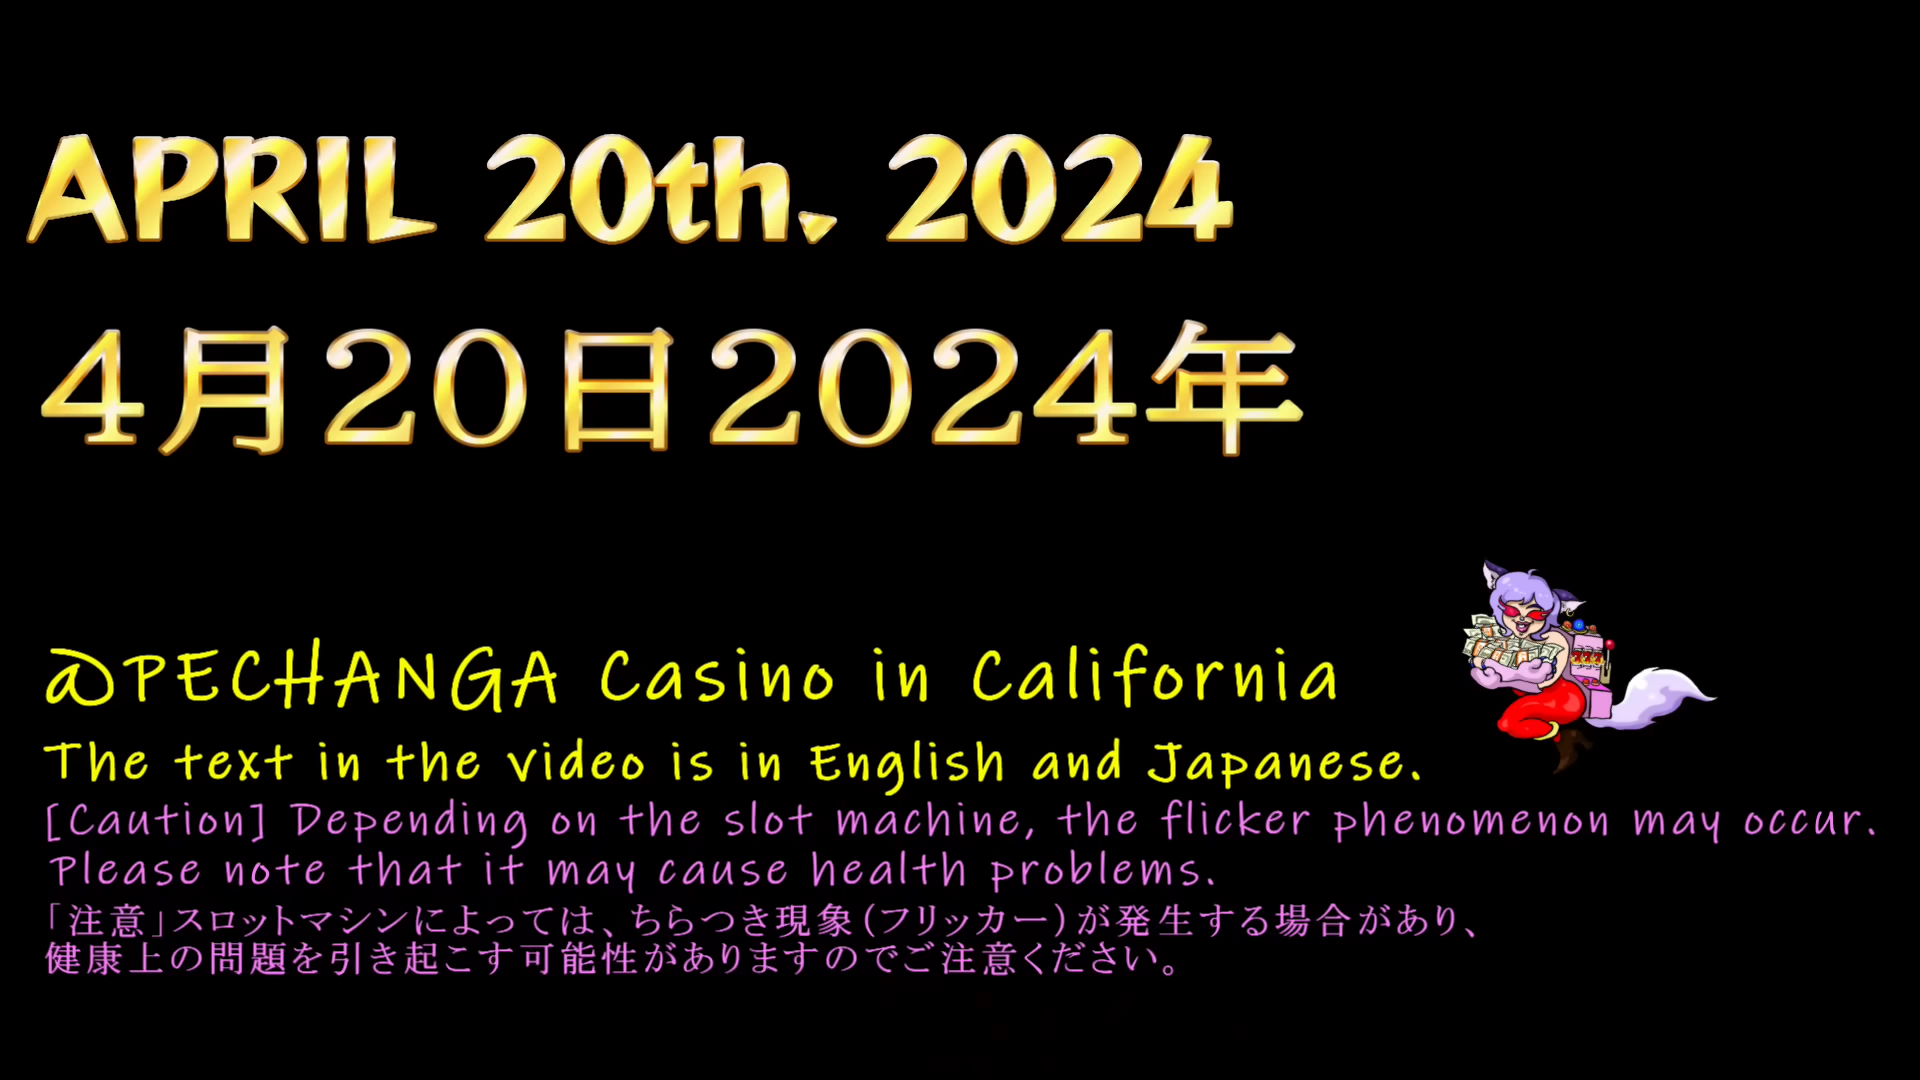 APRIL 20th, 2024
4月20日2024年
@PECHANGA Casino in California
The text in the video is in English and Japanese.
[Caution] Depending on the slot machine, the flicker phenomenon may occur.
Please note that it may cause health problems.
「注意」スロットマシンによっては、ちらつき現象(フリッカー)が発生する場合があり、
健康上の問題を引き起こす可能性がありますのでご注意ください。